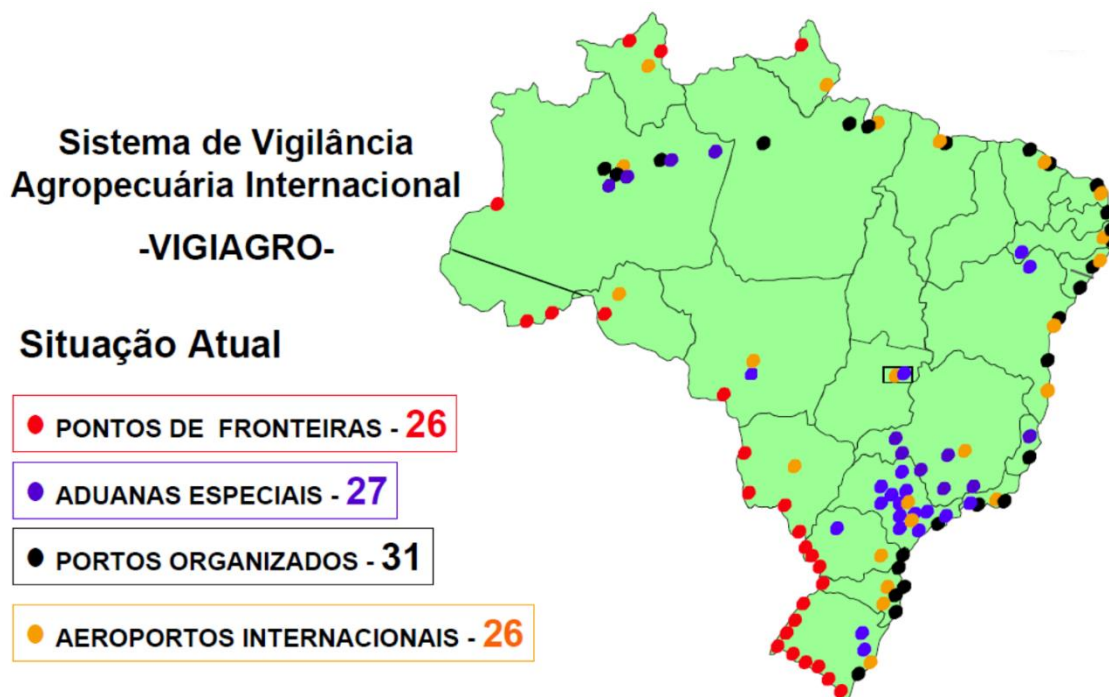 Sistema de Vigilância
Agropecuária Internacional
-VIGIAGRO-
Situação Atual
PONTOS DE FRONTEIRAS - 26
ADUANAS ESPECIAIS - 27
PORTOS ORGANIZADOS - 31
AEROPORTOS INTERNACIONAIS - 26